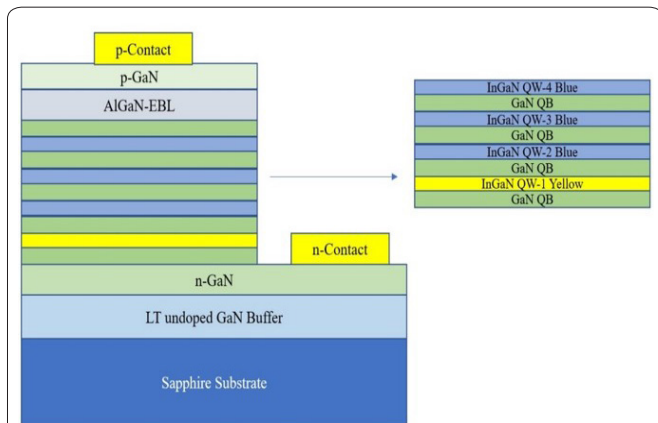 p-Contact
p-GaN
AlGaN-EBL
n-Contact
n-GaN
LT undoped GaN Buffer
Sapphire Substrate
InGaN QW-4 Blue
GaN QB
InGaN QW-3 Blue
GaN QB
InGaN QW-2 Blue
GaN QB
InGaN QW-1 Yellow
GaN QB